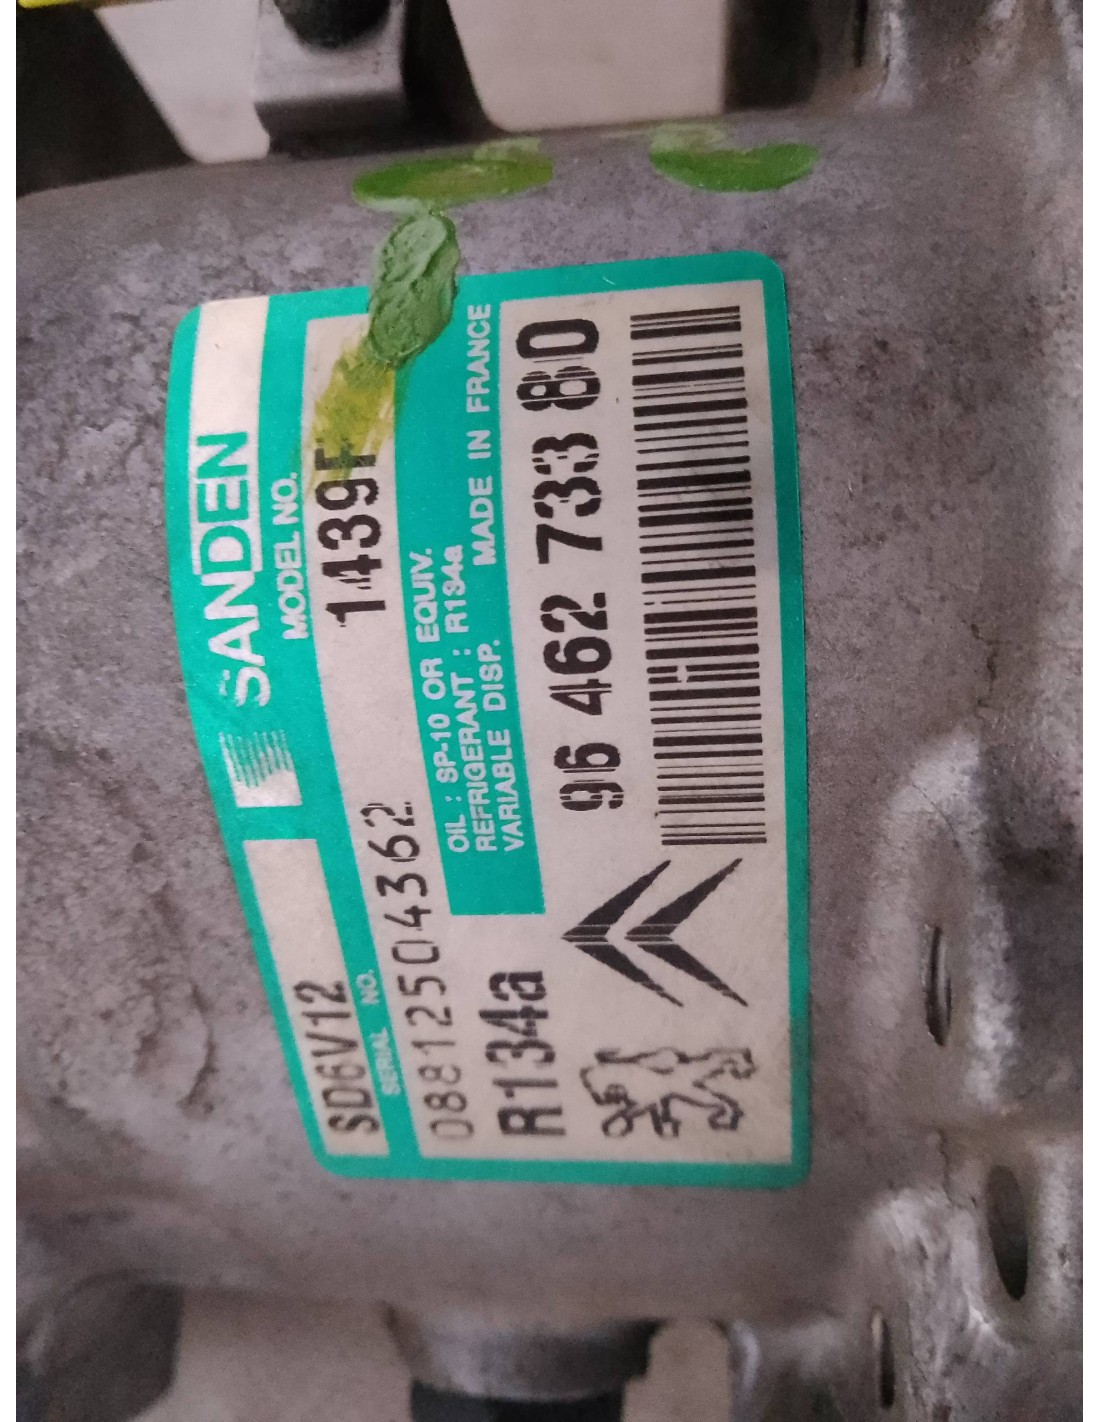 SANDEN
SD6V12
MODEL NO.
SERIAL NO.
1439F
08812504362
OIL : SP-10 OR EQUIV.
REFRIGERANT : R134a
VARIABLE DISP. MADE IN FRANCE
R134a
96 462 733 80